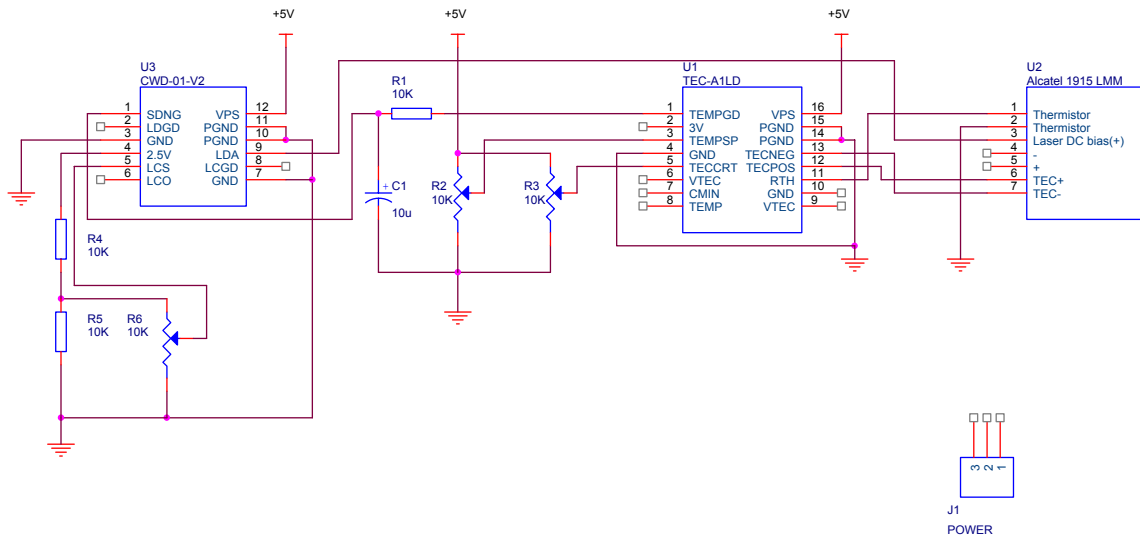 +5V
+5V
+5V
U3
CWD-01-V2
1 SDNG VPS 12
2 LDGD PGND 11
3 GND PGND 10
4 2.5V LDA 9
5 LCS LCGD 8
6 LCO GND 7
R1
10K
C1
+
10u
R2
10K
R3
10K
U1
TEC-A1LD
1 TEMPGD VPS 16
2 3V PGND 15
3 TEMPSP PGND 14
4 GND TECNEG 13
5 TECCRT TECPOS 12
6 VTEC RTH 11
7 CMIN GND 10
8 TEMP VTEC 9
U2
Alcatel 1915 LMM
1 Thermistor
2 Thermistor
3 Laser DC bias(+)
4 -
5 +
6 TEC+
7 TEC-
R4
10K
R5
10K
R6
10K
3 2 1
J1
POWER